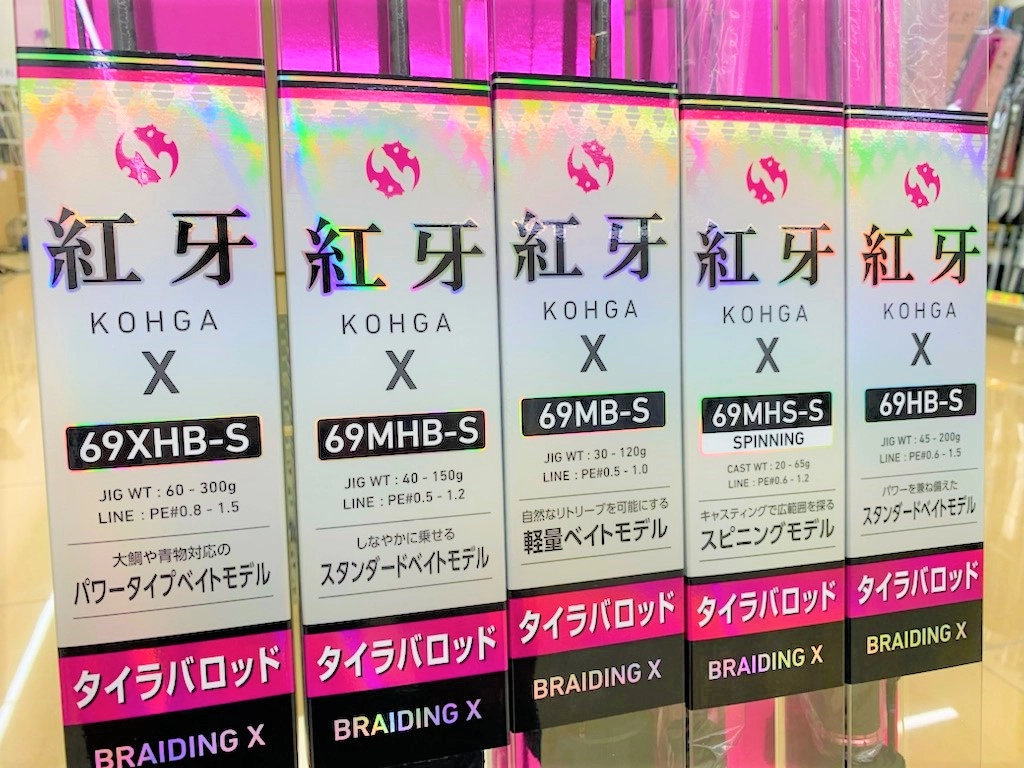 紅牙
KOHGA
X
69XHB-S
JIG WT : 60 - 300g
LINE : PE#0.8 - 1.5
大鯛や青物対応の
パワータイプベイトモデル
タイラバロッド
BRAIDING X
紅牙
KOHGA
X
69MHB-S
JIG WT : 40 - 150g
LINE : PE#0.5 - 1.2
しなやかに乗せる
スタンダードベイトモデル
タイラバロッド
BRAIDING X
紅牙
KOHGA
X
69MB-S
JIG WT : 30 - 120g
LINE : PE#0.5 - 1.0
自然なリトリーブを可能にする
軽量ベイトモデル
タイラバロッド
BRAIDING X
紅牙
KOHGA
X
69MHS-S
SPINNING
CAST WT : 20 - 65g
LINE : PE#0.6 - 1.2
キャスティングで広範囲を探る
スピニングモデル
タイラバロッド
BRAIDING X
紅牙
KOHGA
X
69HB-S
JIG WT : 45 - 200g
LINE : PE#0.6 - 1.5
パワーを兼ね備えた
スタンダードベイトモデル
タイラバロッド
BRAIDING X